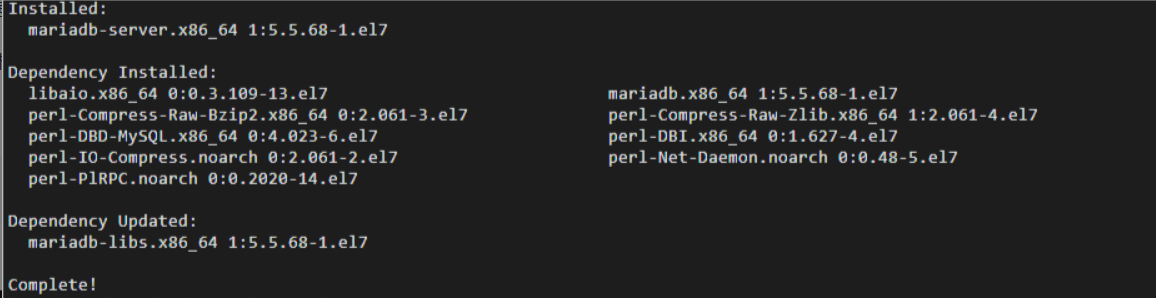 Installed:
mariadb-server.x86_64 1:5.5.68-1.el7
Dependency Installed:
libaio.x86_64 0:0.3.109-13.el7 mariadb.x86_64 1:5.5.68-1.el7
perl-Compress-Raw-Bzip2.x86_64 0:2.061-3.el7 perl-Compress-Raw-Zlib.x86_64 1:2.061-4.el7
perl-DBD-MySQL.x86_64 0:4.023-6.el7 perl-DBI.x86_64 0:1.627-4.el7
perl-IO-Compress.noarch 0:2.061-2.el7 perl-Net-Daemon.noarch 0:0.48-5.el7
perl-PlRPC.noarch 0:0.2020-14.el7
Dependency Updated:
mariadb-libs.x86_64 1:5.5.68-1.el7
Complete!